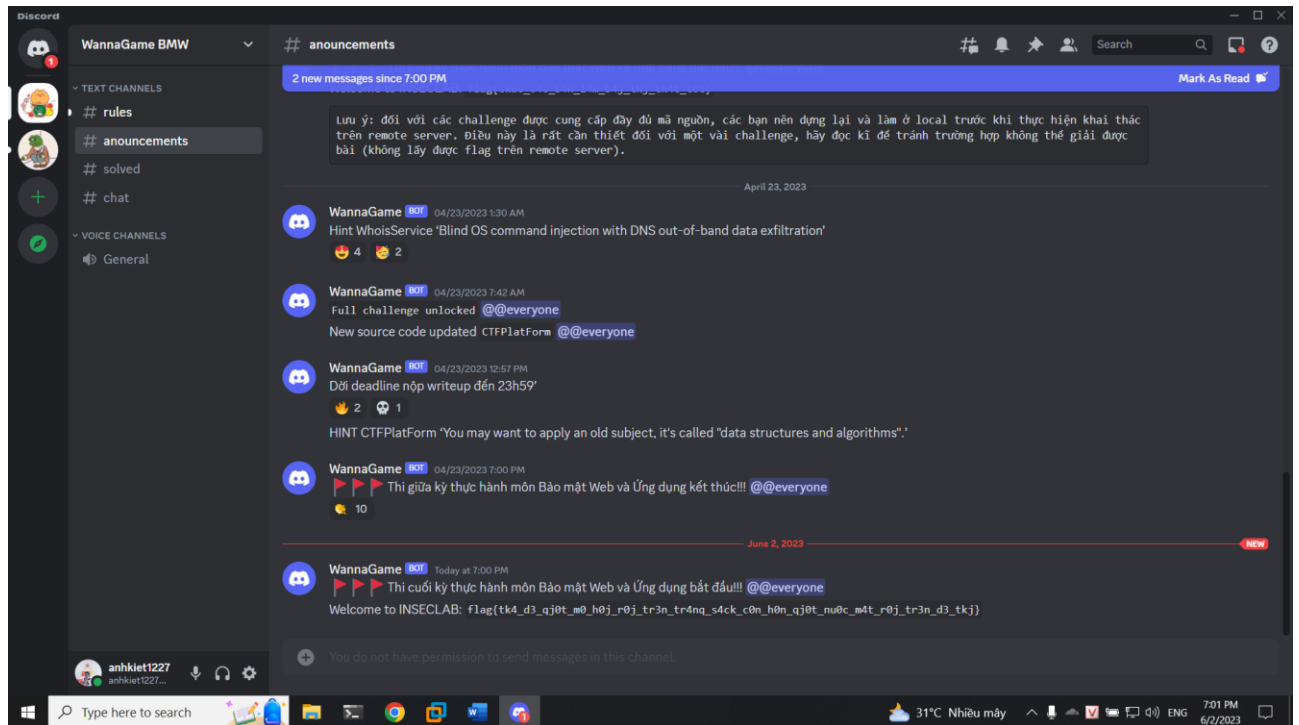 Discord
WannaGame BMW
# anouncements
Search
1
2 new messages since 7:00 PM
Mark As Read
TEXT CHANNELS
# rules
# anouncements
# solved
# chat
VOICE CHANNELS
General
Lưu ý: đối với các challenge được cung cấp đầy đủ mã nguồn, các bạn nên dựng lại và làm ở local trước khi thực hiện khai thác
trên remote server. Điều này là rất cần thiết đối với một vài challenge, hãy đọc kĩ để tránh trường hợp không thể giải được
bài (không lấy được flag trên remote server).
April 23, 2023
WannaGame BOT 04/23/2023 1:30 AM
Hint WhoisService ‘Blind OS command injection with DNS out-of-band data exfiltration’
4 2
WannaGame BOT 04/23/2023 7:42 AM
Full challenge unlocked @@everyone
New source code updated CTFPlatForm @@everyone
WannaGame BOT 04/23/2023 12:57 PM
Dời deadline nộp writeup đến 23h59’
2 1
HINT CTFPlatForm ‘You may want to apply an old subject, it's called "data structures and algorithms".’
WannaGame BOT 04/23/2023 7:00 PM
Thi giữa kỳ thực hành môn Bảo mật Web và Ứng dụng kết thúc!!! @@everyone
10
June 2, 2023
NEW
WannaGame BOT Today at 7:00 PM
Thi cuối kỳ thực hành môn Bảo mật Web và Ứng dụng bắt đầu!!! @@everyone
Welcome to INSECLAB: flag{tk4_d3_qj0t_m0_h0j_r0j_tr3n_tr4nq_s4ck_c0n_h0n_qj0t_nu0c_m4t_r0j_tr3n_d3_tkj}
You do not have permission to send messages in this channel.
anhkiet1227
anhkiet1227...
Type here to search
31°C Nhiều mây
V
ENG
7:01 PM
6/2/2023